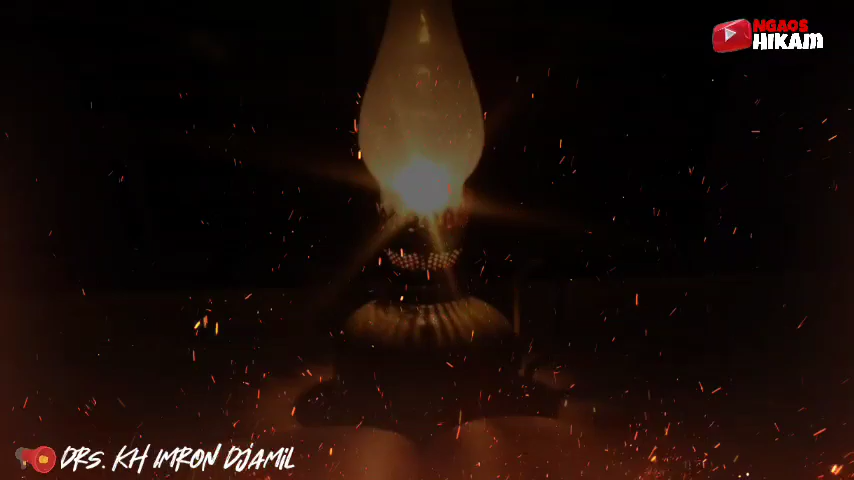 NGAOS
HIKAM
DRS. KH IMRON DJAMIL